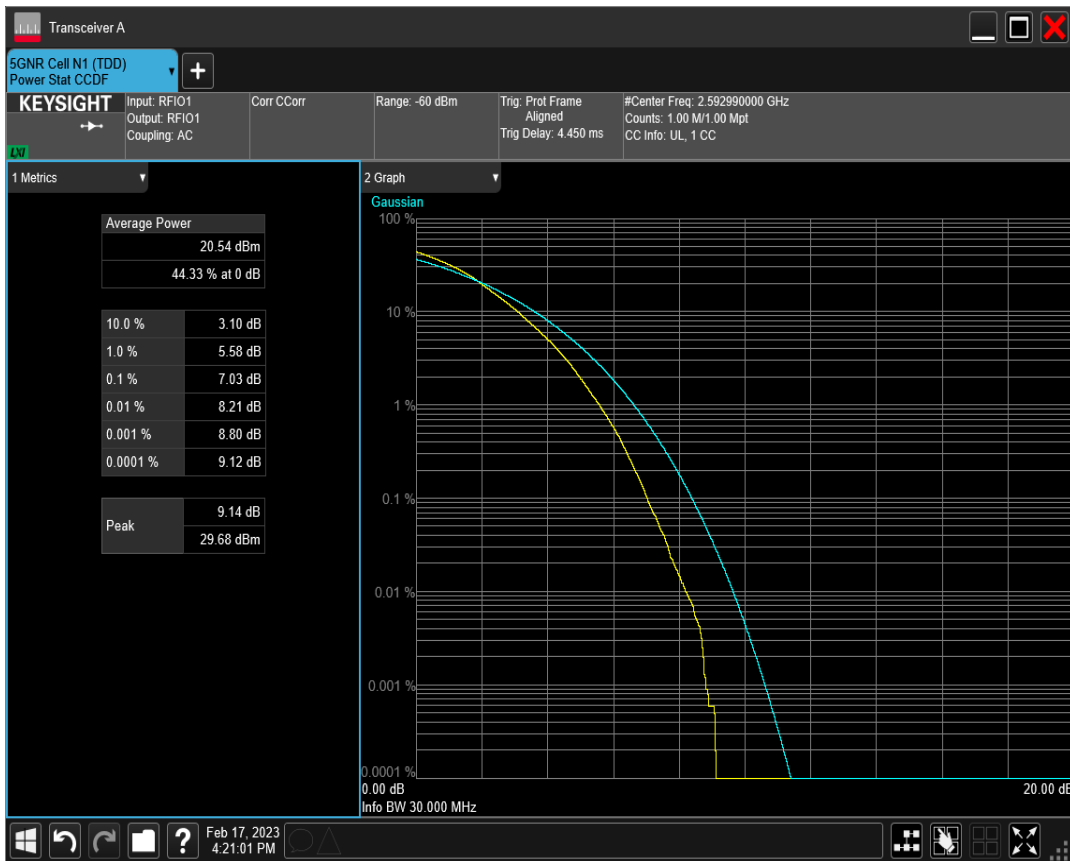 Transceiver A
5GNR Cell N1 (TDD)
Power Stat CCDF
+
KEYSIGHT
LXI
Input: RFIO1
Output: RFIO1
Coupling: AC
Corr CCorr
Range: -60 dBm
Trig: Prot Frame
Aligned
Trig Delay: 4.450 ms
#Center Freq: 2.592990000 GHz
Counts: 1.00 M/1.00 Mpt
CC Info: UL, 1 CC
1 Metrics
Average Power
20.54 dBm
44.33 % at 0 dB
10.0 % 3.10 dB
1.0 % 5.58 dB
0.1 % 7.03 dB
0.01 % 8.21 dB
0.001 % 8.80 dB
0.0001 % 9.12 dB
Peak 9.14 dB
29.68 dBm
2 Graph
Gaussian
100 %
10 %
1 %
0.1 %
0.01 %
0.001 %
0.0001 %
0.00 dB 20.00 dB
Info BW 30.000 MHz
? Feb 17, 2023
4:21:01 PM